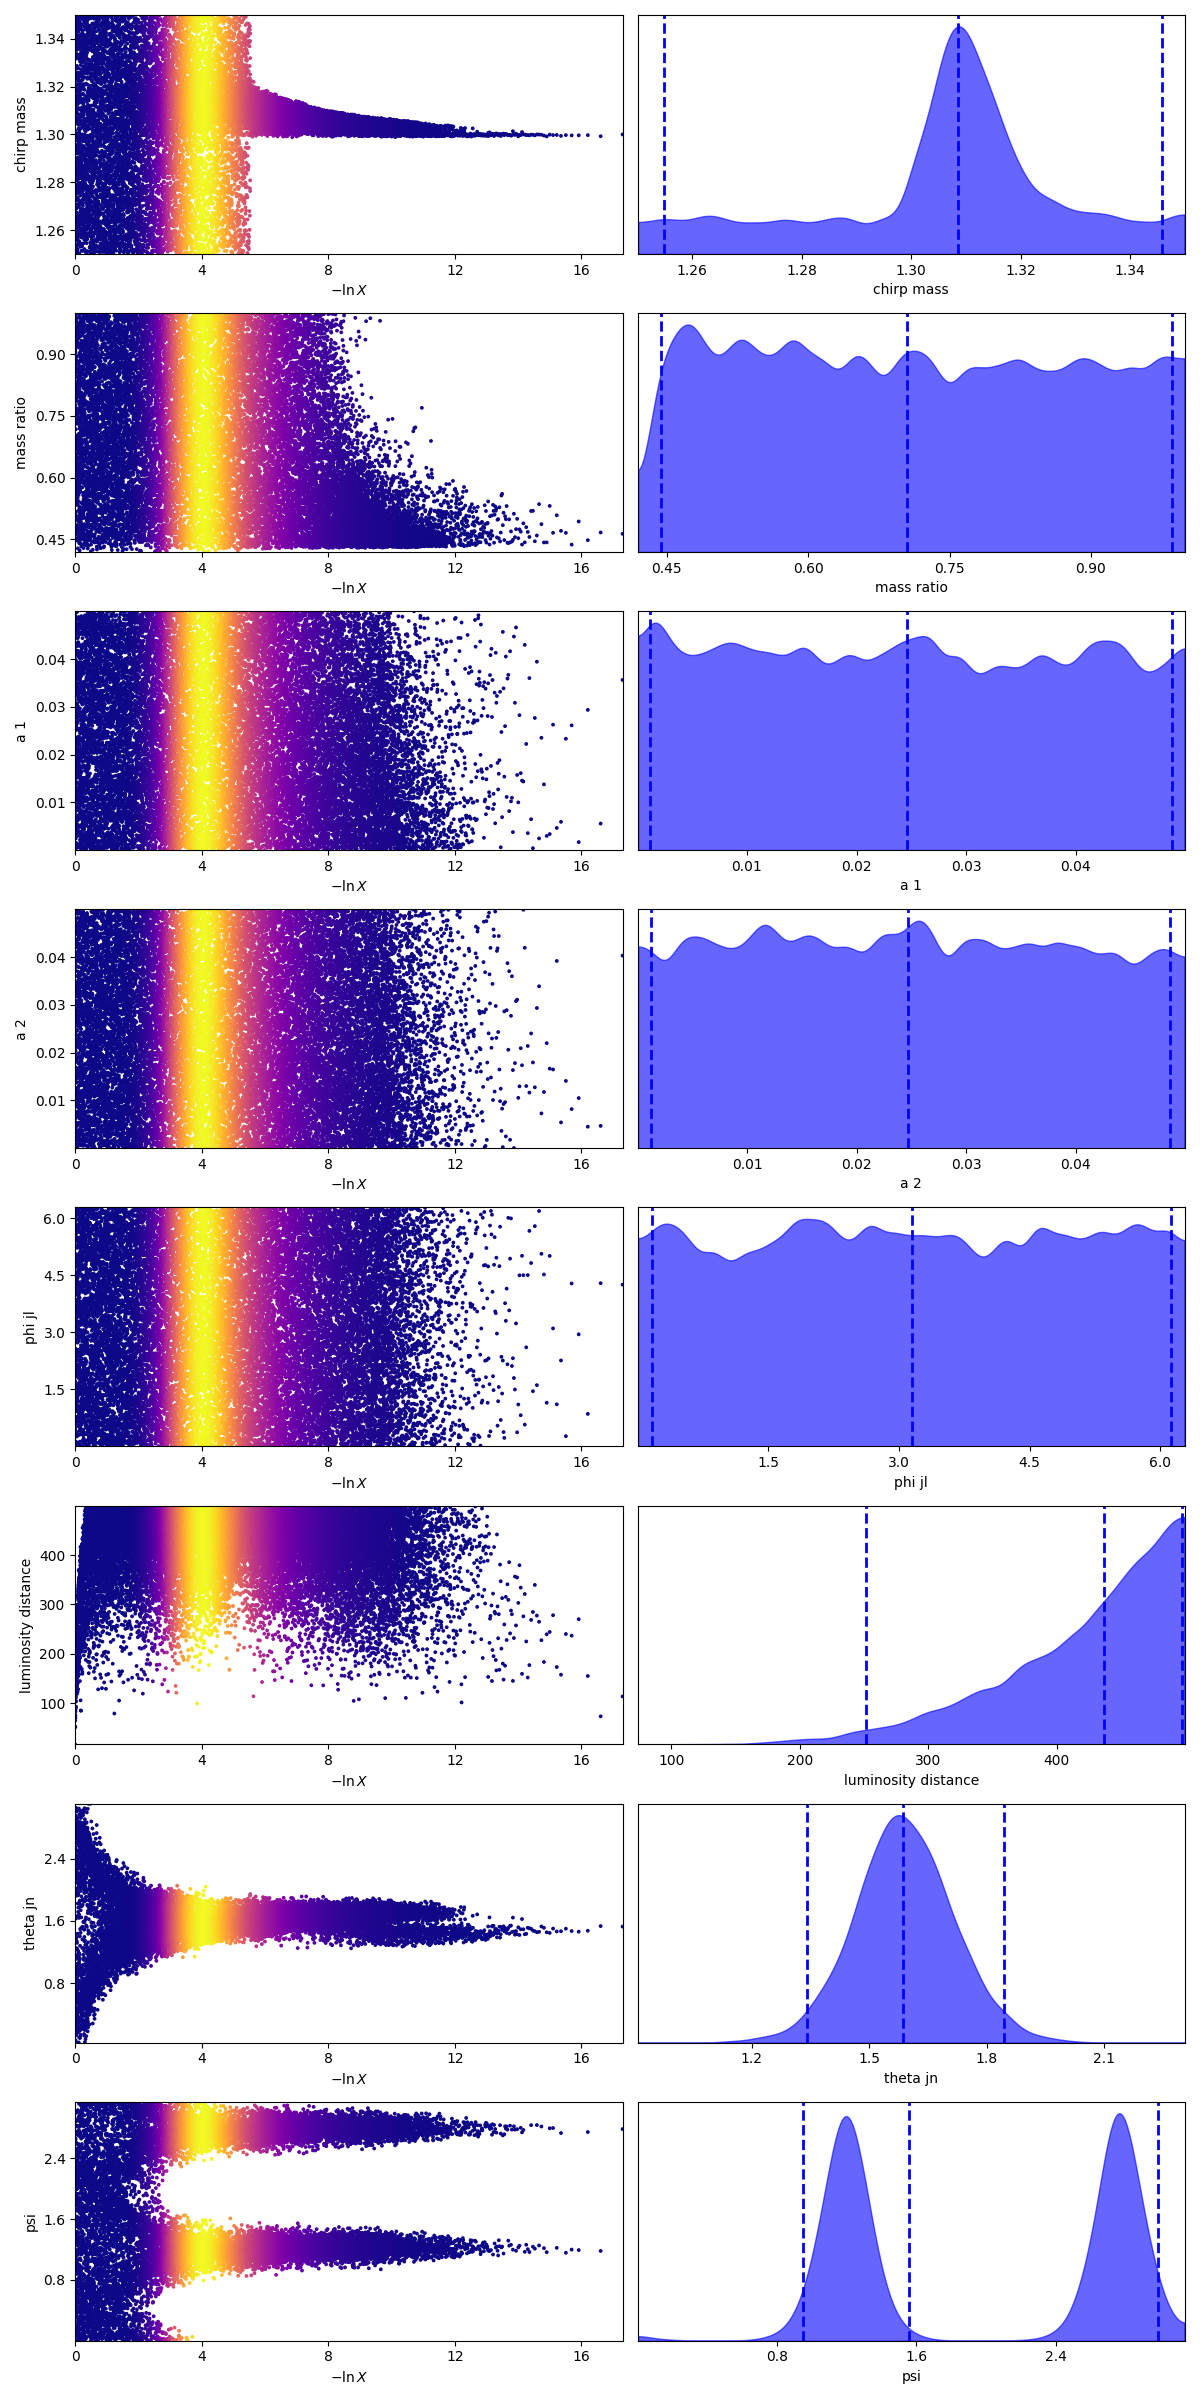 1.34
1.32
1.30
1.28
1.26
chirp mass
0 4 8 12 16
−ln X
1.26 1.28 1.30 1.32 1.34
chirp mass
0.90
0.75
0.60
0.45
mass ratio
0 4 8 12 16
−ln X
0.45 0.60 0.75 0.90
mass ratio
0.04
0.03
0.02
0.01
a 1
0 4 8 12 16
−ln X
0.01 0.02 0.03 0.04
a 1
0.04
0.03
0.02
0.01
a 2
0 4 8 12 16
−ln X
0.01 0.02 0.03 0.04
a 2
6.0
4.5
3.0
1.5
phi jl
0 4 8 12 16
−ln X
1.5 3.0 4.5 6.0
phi jl
400
300
200
100
luminosity distance
0 4 8 12 16
−ln X
100 200 300 400
luminosity distance
2.4
1.6
0.8
theta jn
0 4 8 12 16
−ln X
1.2 1.5 1.8 2.1
theta jn
2.4
1.6
0.8
psi
0 4 8 12 16
−ln X
0.8 1.6 2.4
psi